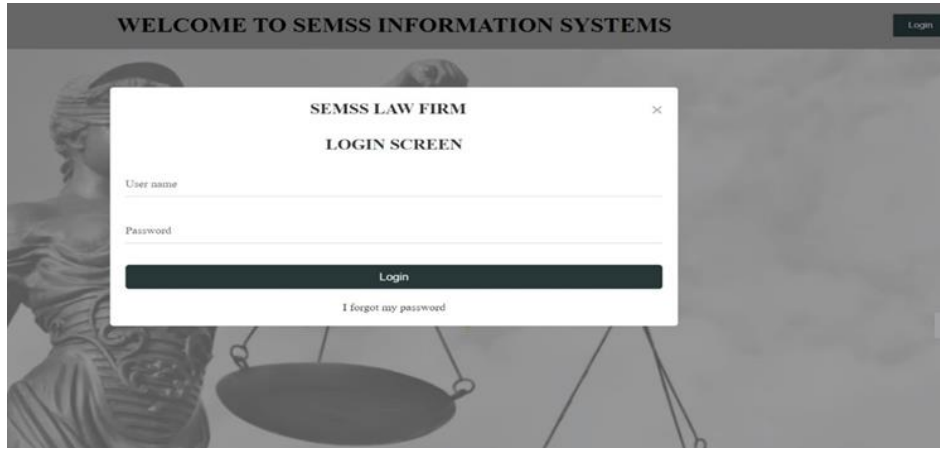 WELCOME TO SEMSS INFORMATION SYSTEMS
Login
SEMSS LAW FIRM
×
LOGIN SCREEN
User name
Password
Login
I forgot my password